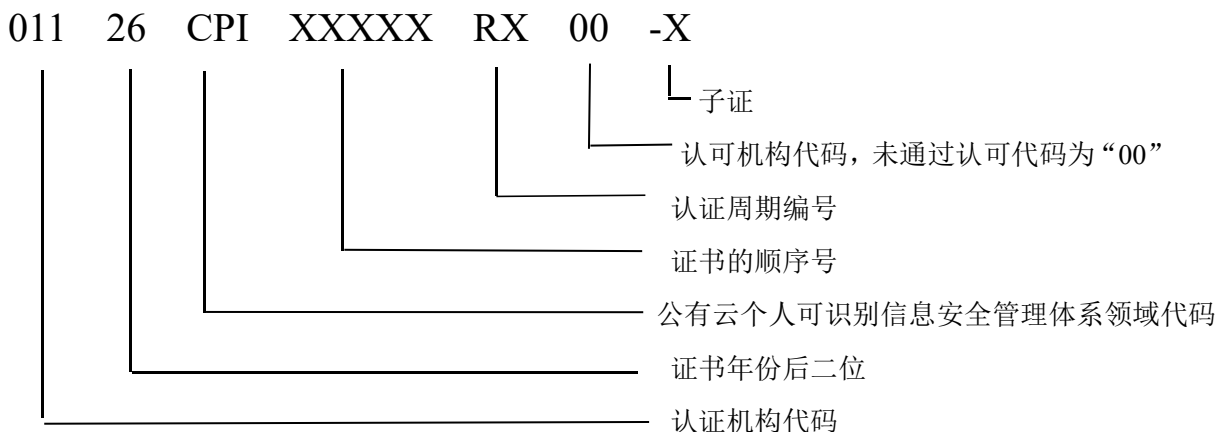 011 26 CPI XXXXX RX 00 -X
子证
认可机构代码，未通过认可代码为“00”
认证周期编号
证书的顺序号
公有云个人可识别信息安全管理体系领域代码
证书年份后二位
认证机构代码